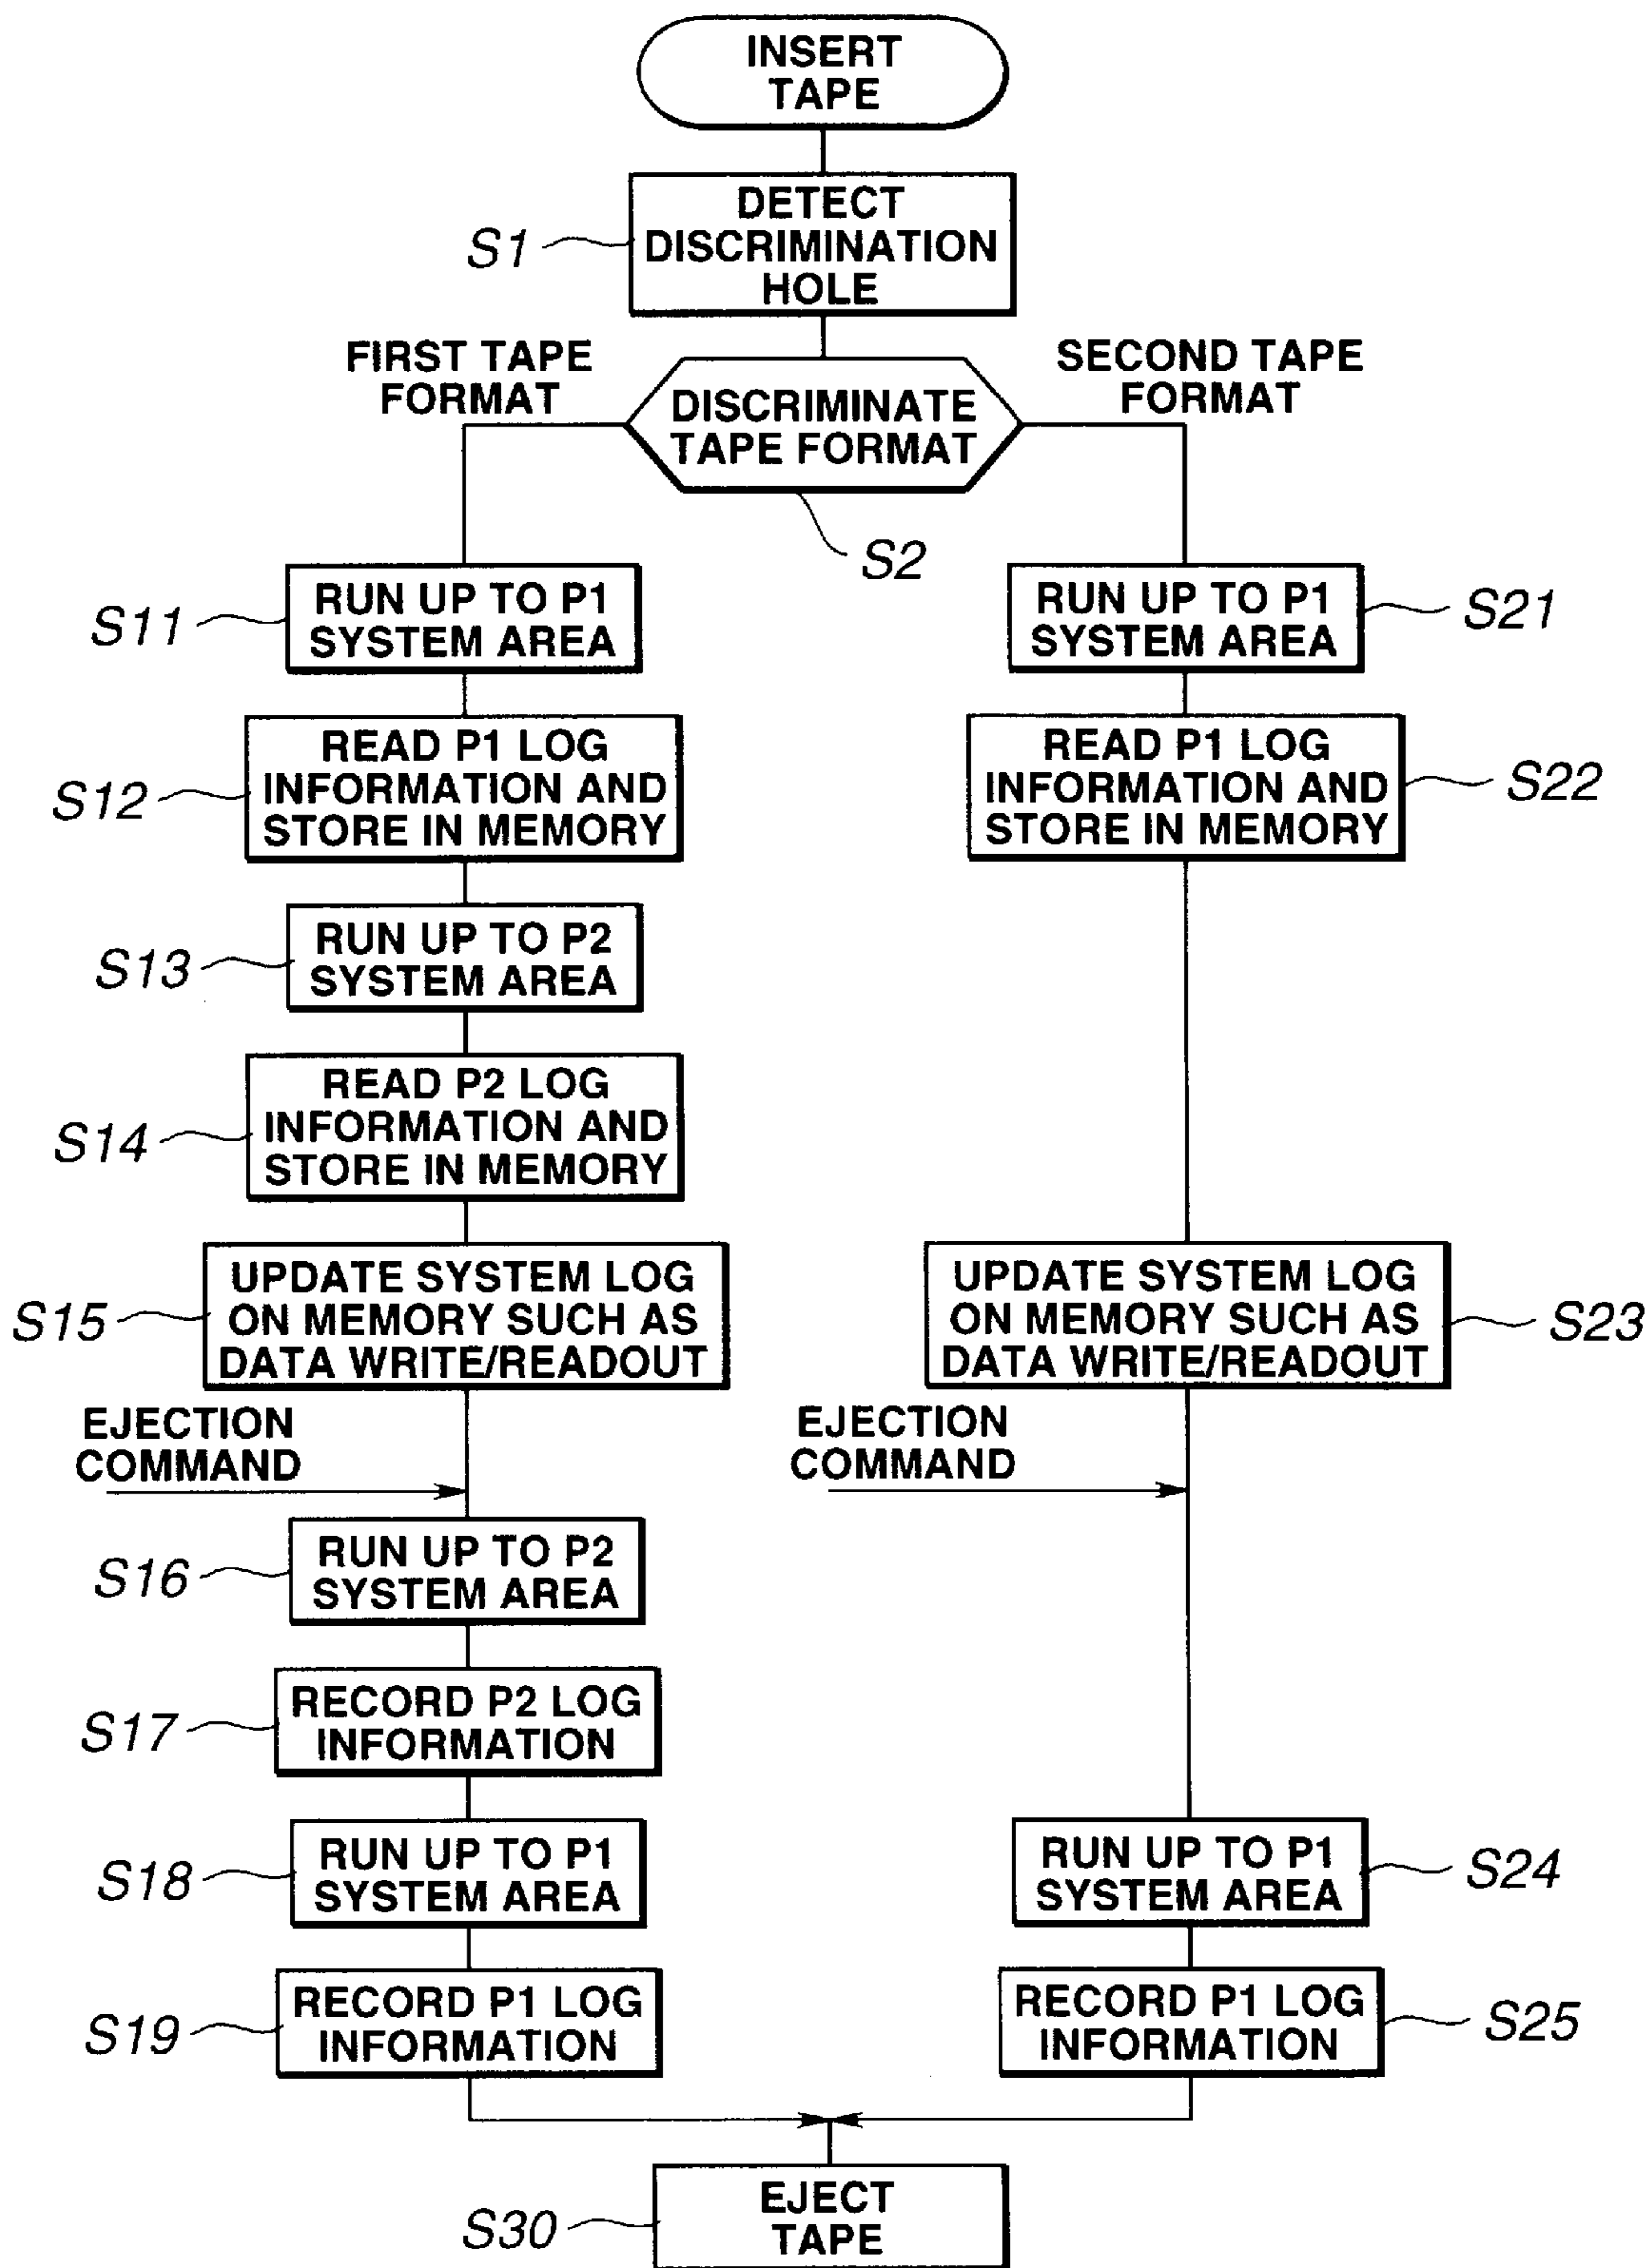 INSERT
TAPE
S1
DETECT
DISCRIMINATION
HOLE
FIRST TAPE
FORMAT
DISCRIMINATE
TAPE FORMAT
SECOND TAPE
FORMAT
S2
S11
RUN UP TO P1
SYSTEM AREA
S12
READ P1 LOG
INFORMATION AND
STORE IN MEMORY
S13
RUN UP TO P2
SYSTEM AREA
S14
READ P2 LOG
INFORMATION AND
STORE IN MEMORY
S15
UPDATE SYSTEM LOG
ON MEMORY SUCH AS
DATA WRITE/READOUT
EJECTION
COMMAND
S16
RUN UP TO P2
SYSTEM AREA
S17
RECORD P2 LOG
INFORMATION
S18
RUN UP TO P1
SYSTEM AREA
S19
RECORD P1 LOG
INFORMATION
RUN UP TO P1
SYSTEM AREA
S21
READ P1 LOG
INFORMATION AND
STORE IN MEMORY
S22
UPDATE SYSTEM LOG
ON MEMORY SUCH AS
DATA WRITE/READOUT
S23
EJECTION
COMMAND
RUN UP TO P1
SYSTEM AREA
S24
RECORD P1 LOG
INFORMATION
S25
S30
EJECT
TAPE